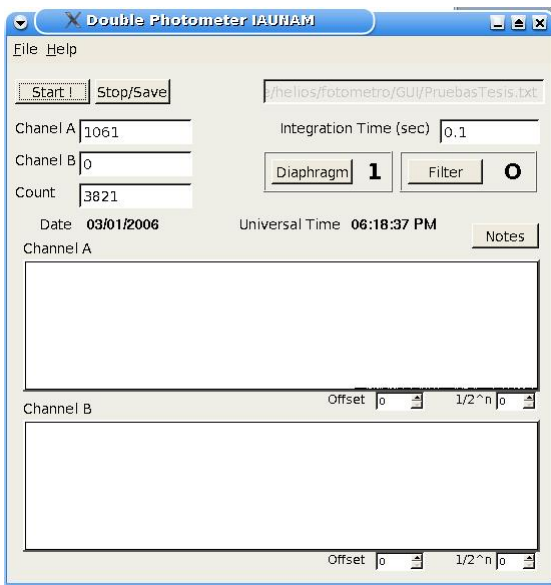 Double Photometer IAUNAM
File Help
Start ! Stop/Save e/helios/fotometro/GUI/PruebasTesis.txt
Chanel A 1061 Integration Time (sec) 0.1
Chanel B 0 Diaphragm 1 Filter O
Count 3821
Date 03/01/2006 Universal Time 06:18:37 PM Notes
Channel A
Offset 0 1/2^n 0
Channel B
Offset 0 1/2^n 0